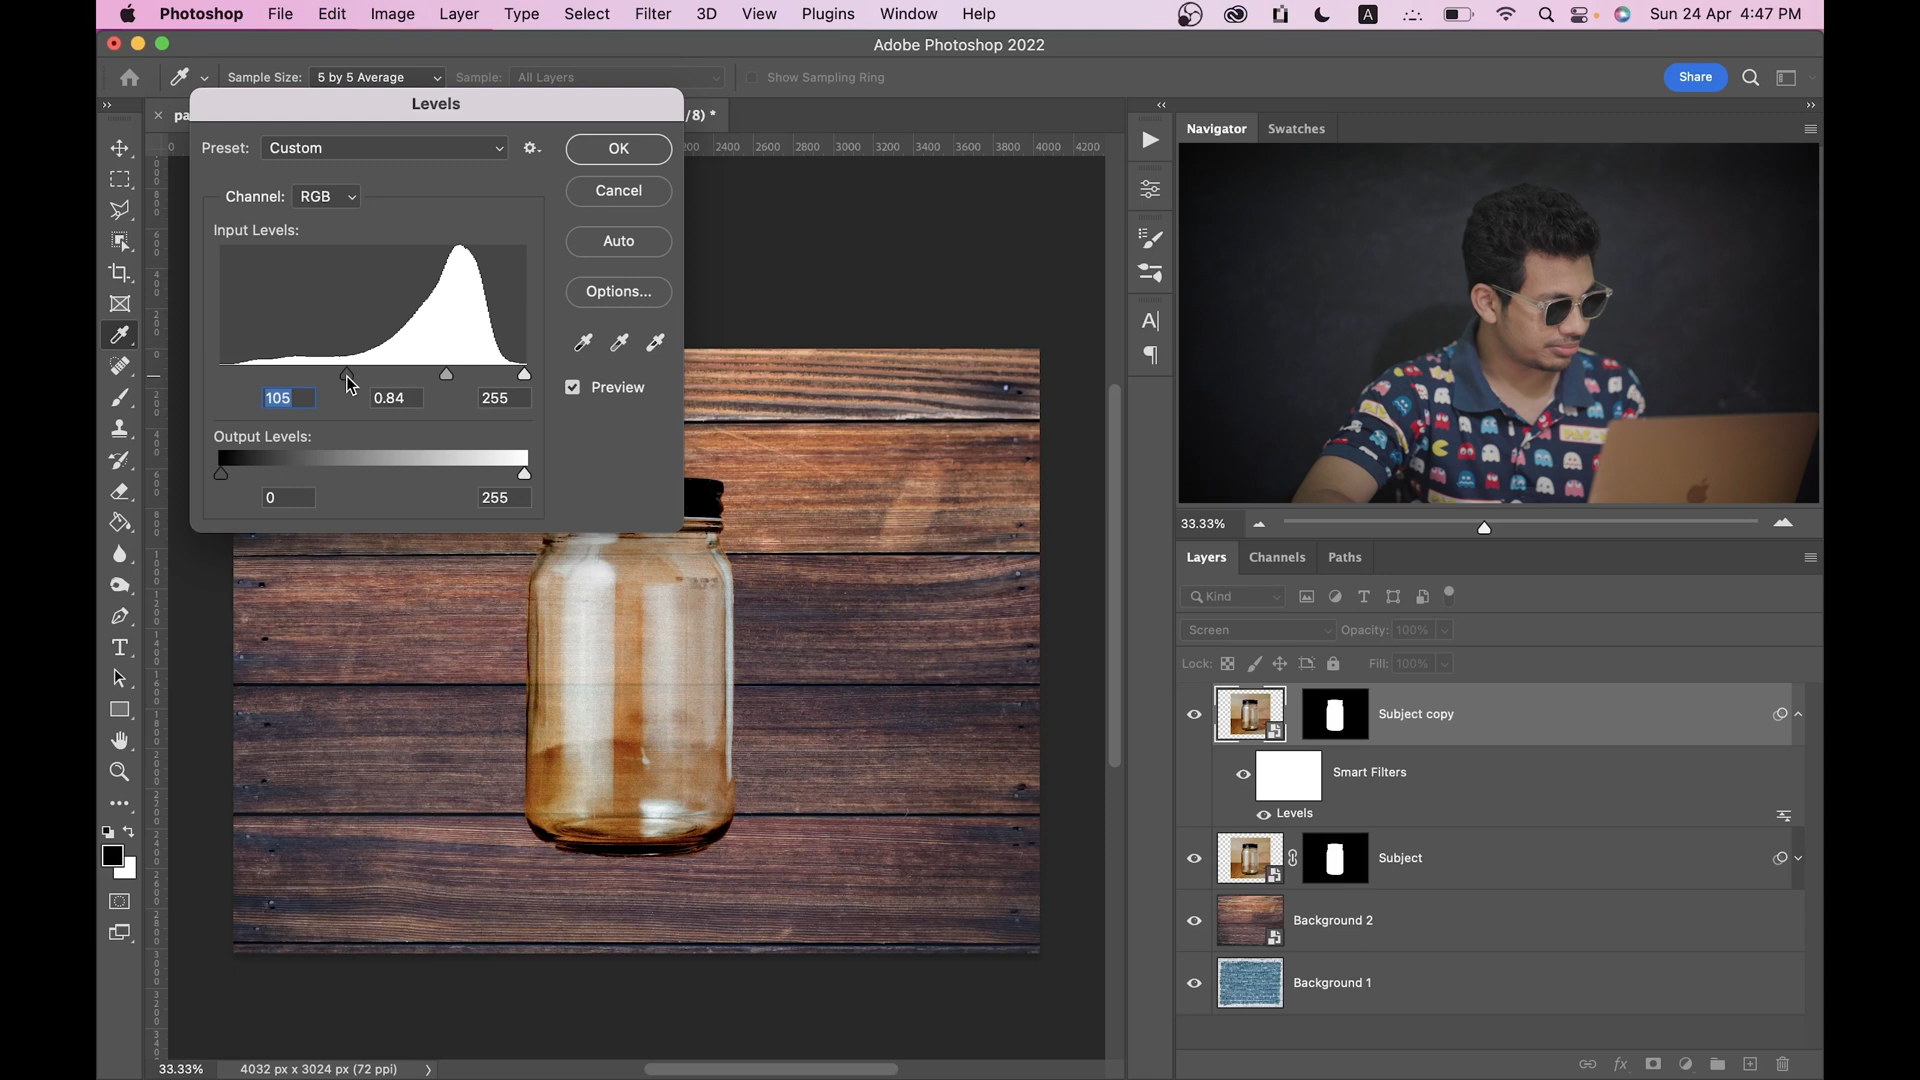 Photoshop File Edit Image Layer Type Select Filter 3D View Plugins Window Help A Sun 24 Apr 4:47 PM
Adobe Photoshop 2022
Sample Size: 5 by 5 Average Sample: All Layers Show Sampling Ring Share
Levels
pa /8) *
Navigator Swatches
Preset: Custom OK
0 2400 2600 2800 3000 3200 3400 3600 3800 4000 4200
Cancel
Channel: RGB
Input Levels:
Auto
Options...
Preview
105 0.84 255
Output Levels:
0 255
33.33%
Layers Channels Paths
Kind
Screen Opacity: 100%
Lock: Fill: 100%
Subject copy
Smart Filters
Levels
Subject
Background 2
Background 1
33.33% 4032 px x 3024 px (72 ppi)